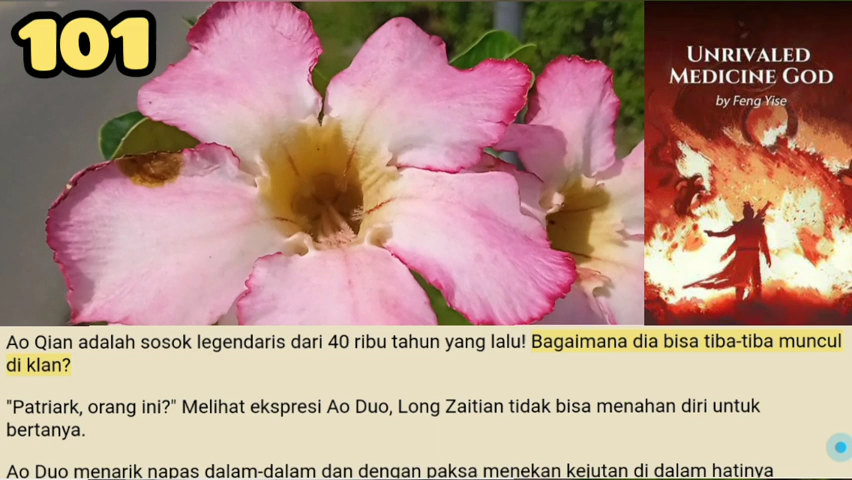 101
UNRIVALED
MEDICINE GOD
by Feng Yise
Ao Qian adalah sosok legendaris dari 40 ribu tahun yang lalu! Bagaimana dia bisa tiba-tiba muncul
di klan?
"Patriark, orang ini?" Melihat ekspresi Ao Duo, Long Zaitian tidak bisa menahan diri untuk
bertanya.
Ao Duo menarik napas dalam-dalam dan dengan paksa menekan kejutan di dalam hatinya